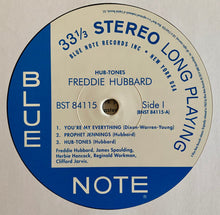 33⅓ STEREO LONG PLAYING
BLUE NOTE RECORDS INC • NEW YORK USA
HUB-TONES
FREDDIE HUBBARD
BST 84115
Side I
(BNST 84115-A)
1. YOU'RE MY EVERYTHING (Dixon-Warren-Young)
2. PROPHET JENNINGS (Hubbard)
3. HUB-TONES (Hubbard)
Freddie Hubbard, James Spaulding,
Herbie Hancock, Reginald Workman,
Clifford Jarvis.
BLUE
NOTE